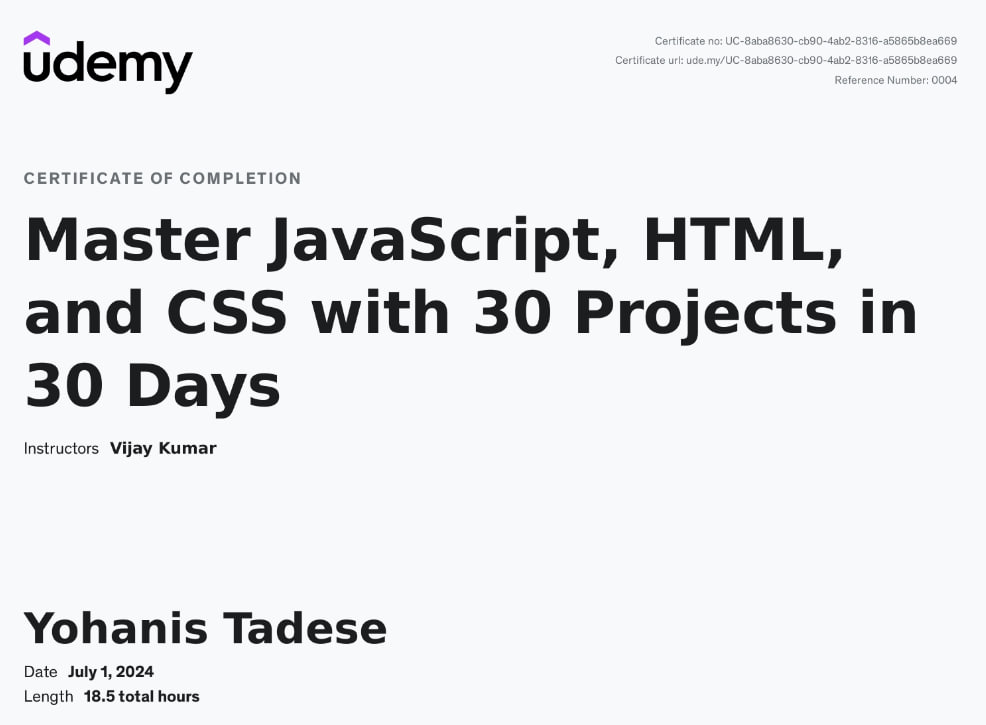 udemy
Certificate no: UC-8aba8630-cb90-4ab2-8316-a5865b8ea669
Certificate url: ude.my/UC-8aba8630-cb90-4ab2-8316-a5865b8ea669
Reference Number: 0004
CERTIFICATE OF COMPLETION
Master JavaScript, HTML,
and CSS with 30 Projects in
30 Days
Instructors Vijay Kumar
Yohanis Tadese
Date July 1, 2024
Length 18.5 total hours